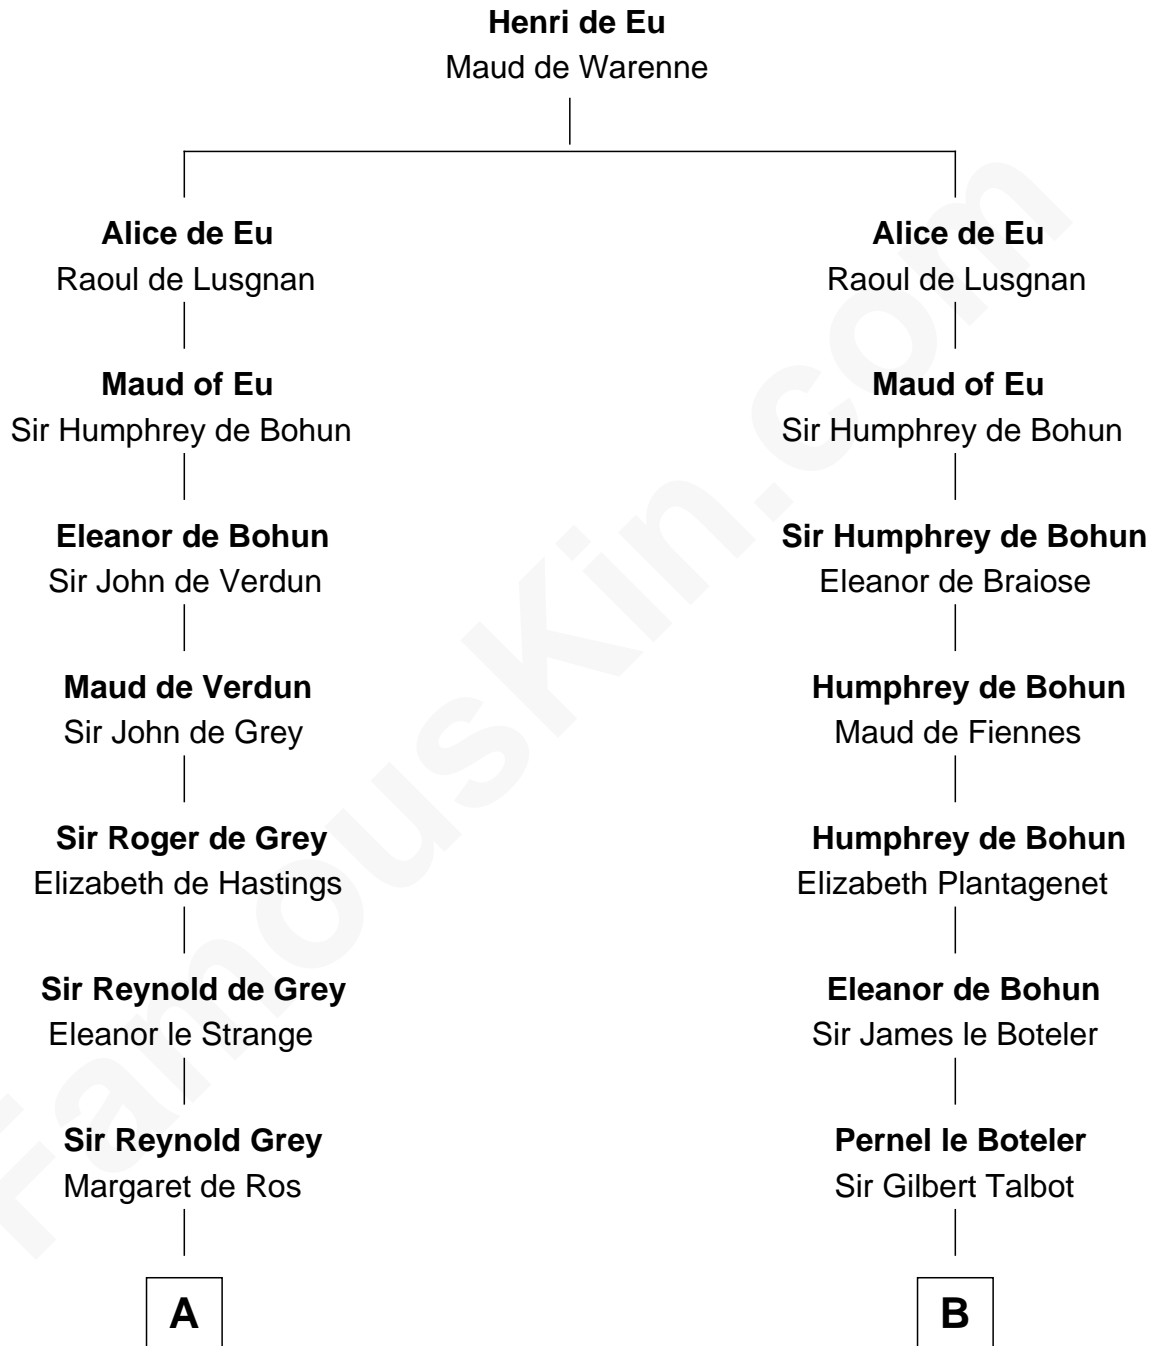 Henri de Eu
Maud de Warenne
Alice de Eu
Raoul de Lusgnan
Maud of Eu
Sir Humphrey de Bohun
Eleanor de Bohun
Sir John de Verdun
Maud de Verdun
Sir John de Grey
Sir Roger de Grey
Elizabeth de Hastings
Sir Reynold de Grey
Eleanor le Strange
Sir Reynold Grey
Margaret de Ros
A
Alice de Eu
Raoul de Lusgnan
Maud of Eu
Sir Humphrey de Bohun
Sir Humphrey de Bohun
Eleanor de Braiose
Humphrey de Bohun
Maud de Fiennes
Humphrey de Bohun
Elizabeth Plantagenet
Eleanor de Bohun
Sir James le Boteler
Pernel le Boteler
Sir Gilbert Talbot
B
FamousKin.com